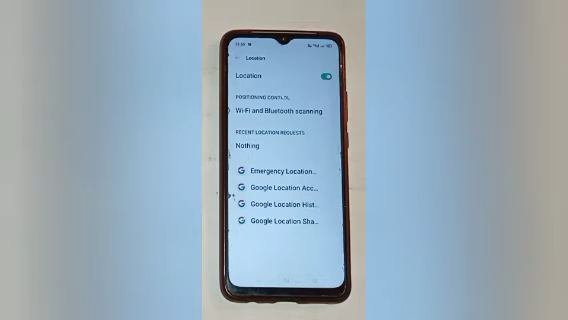 Location
Location
POSITIONING CONTROL
Wi-Fi and Bluetooth scanning
RECENT LOCATION REQUESTS
Nothing
Emergency Location...
Google Location Acc...
Google Location Hist...
Google Location Sha...